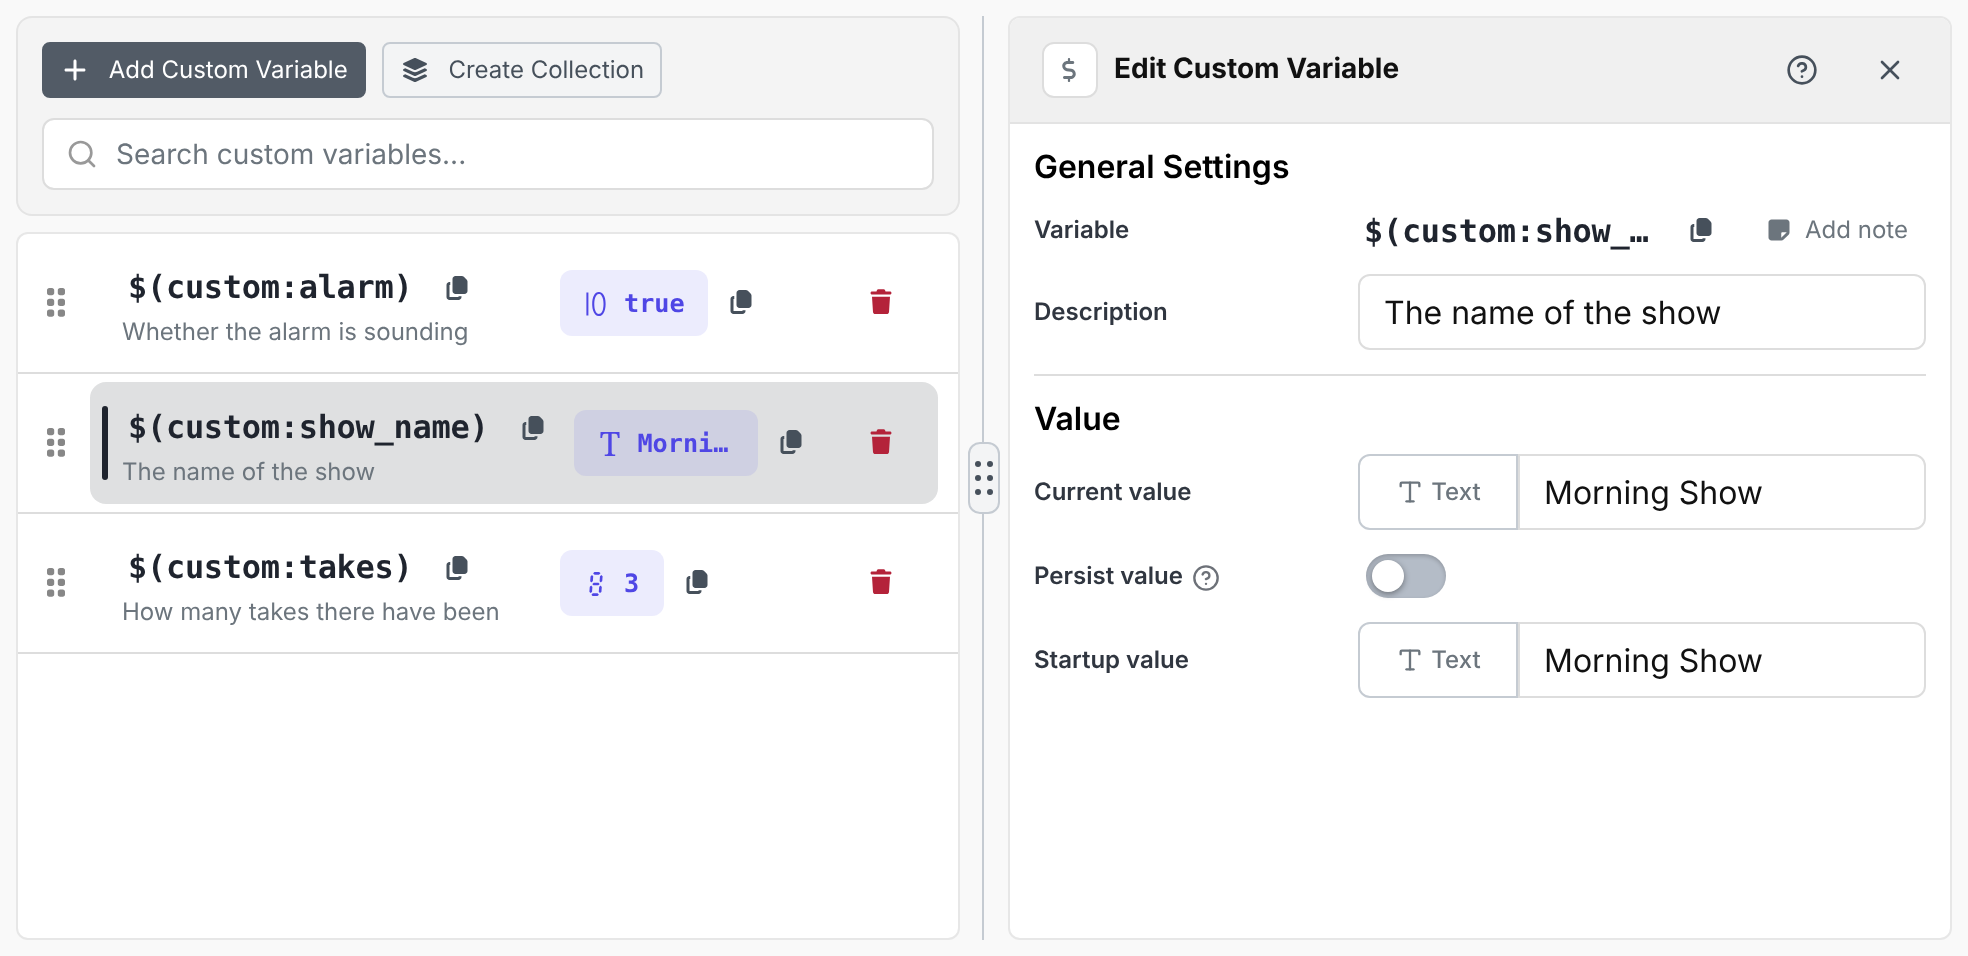 Add Custom Variable
Create Collection
Search custom variables...
$(custom:alarm)
Whether the alarm is sounding
true
$(custom:show_name)
The name of the show
Morni…
$(custom:takes)
How many takes there have been
3
$ Edit Custom Variable
General Settings
Variable $(custom:show_… Add note
Description The name of the show
Value
Current value Text Morning Show
Persist value
Startup value Text Morning Show